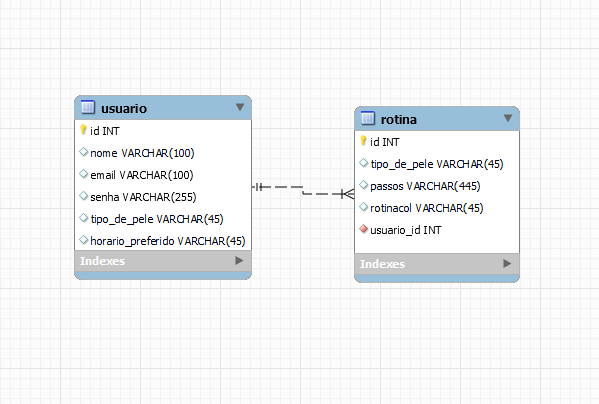 usuario
id INT
nome VARCHAR(100)
email VARCHAR(100)
senha VARCHAR(255)
tipo_de_pele VARCHAR(45)
horario_preferido VARCHAR(45)
Indexes
rotina
id INT
tipo_de_pele VARCHAR(45)
passos VARCHAR(445)
rotinacol VARCHAR(45)
usuario_id INT
Indexes